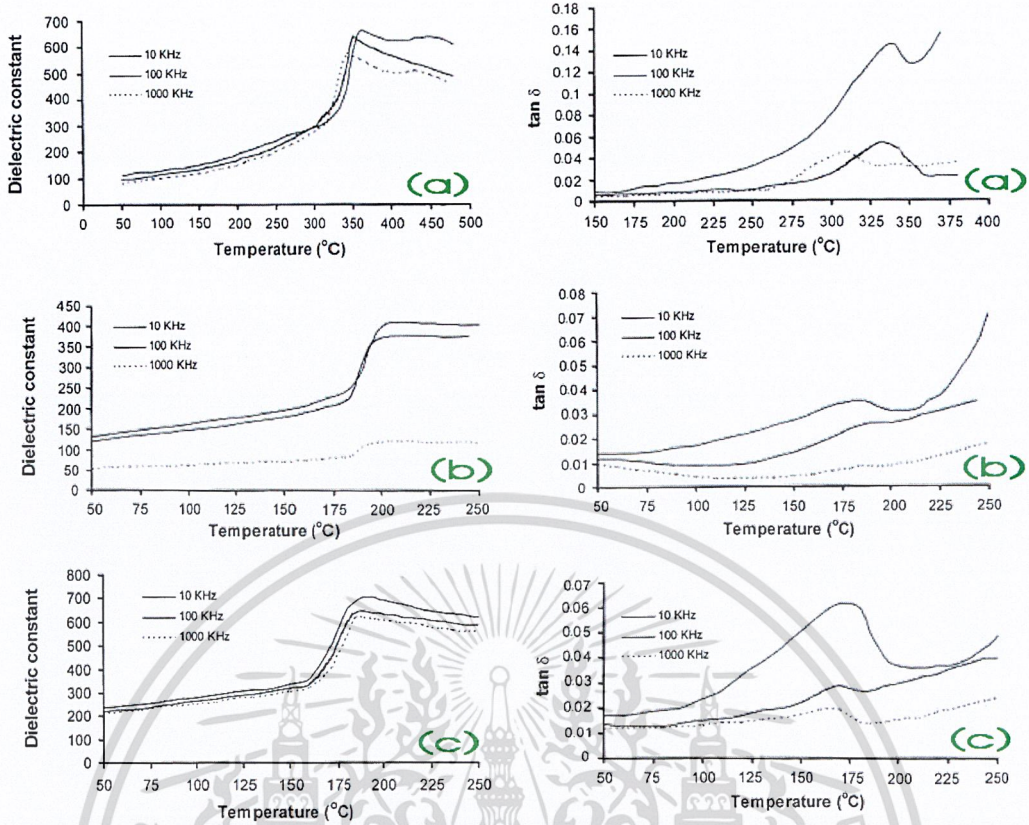 Dielectric constant
700
600
500
400
300
200
100
0
10 KHz
100 KHz
1000 KHz
(a)
0 50 100 150 200 250 300 350 400 450 500
Temperature (°C)
tan δ
0.18
0.16
0.14
0.12
0.1
0.08
0.06
0.04
0.02
0
10 KHz
100 KHz
1000 KHz
(a)
150 175 200 225 250 275 300 325 350 375 400
Temperature (°C)
Dielectric constant
450
400
350
300
250
200
150
100
50
0
10 KHz
100 KHz
1000 KHz
(b)
50 75 100 125 150 175 200 225 250
Temperature (°C)
tan δ
0.08
0.07
0.06
0.05
0.04
0.03
0.02
0.01
0
10 KHz
100 KHz
1000 KHz
(b)
50 75 100 125 150 175 200 225 250
Temperature (°C)
Dielectric constant
800
700
600
500
400
300
200
100
0
10 KHz
100 KHz
1000 KHz
(c)
50 75 100 125 150 175 200 225 250
Temperature (°C)
tan δ
0.07
0.06
0.05
0.04
0.03
0.02
0.01
0
10 KHz
100 KHz
1000 KHz
(c)
50 75 100 125 150 175 200 225 250
Temperature (°C)